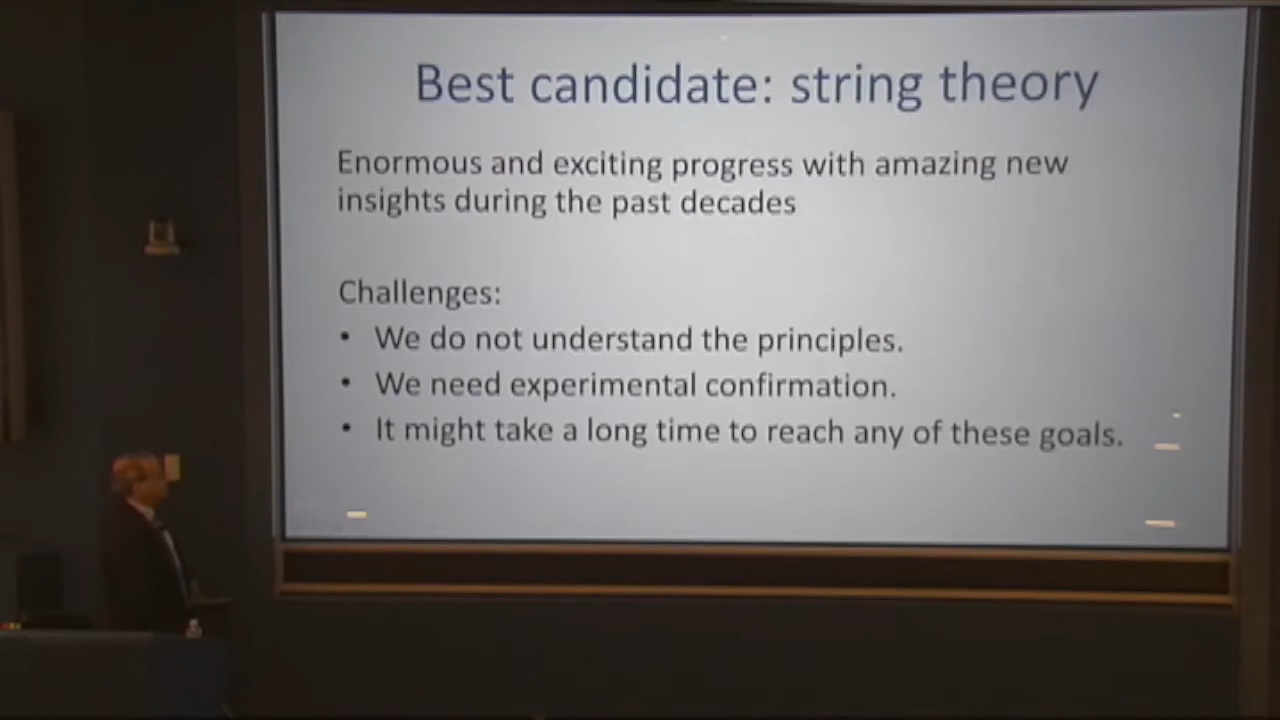 Best candidate: string theory
Enormous and exciting progress with amazing new
insights during the past decades
Challenges:
• We do not understand the principles.
• We need experimental confirmation.
• It might take a long time to reach any of these goals.